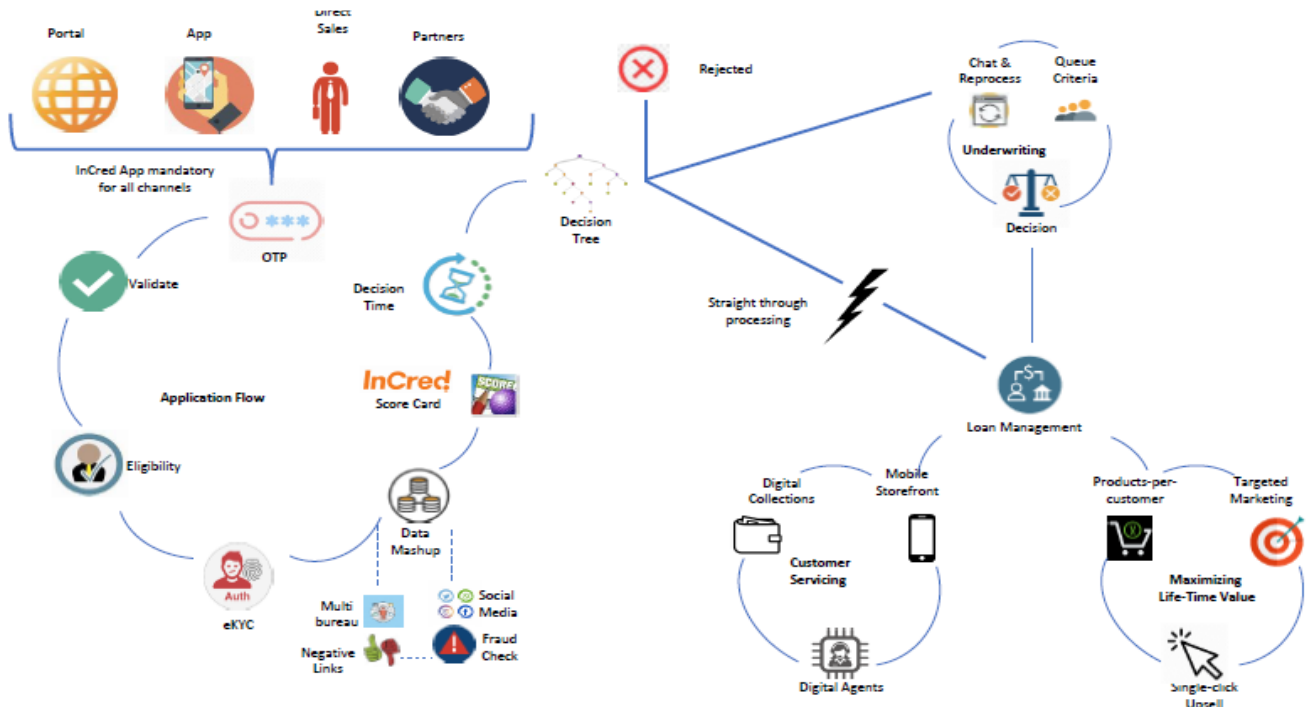 Portal
App
Direct
Sales
Partners
InCred App mandatory
for all channels
***
OTP
Validate
Eligibility
Application Flow
Auth
eKYC
Data
Mashup
Multi
bureau
Negative
Links
Social
Media
Fraud
Check
InCred
Score Card
SCORE!
Decision
Time
Decision
Tree
Rejected
Chat &
Reprocess
Queue
Criteria
Underwriting
Decision
Straight through
processing
$
Loan Management
Digital
Collections
Mobile
Storefront
Customer
Servicing
Digital Agents
Products-per-
customer
Targeted
Marketing
Maximizing
Life-Time Value
Single-click
Upsell